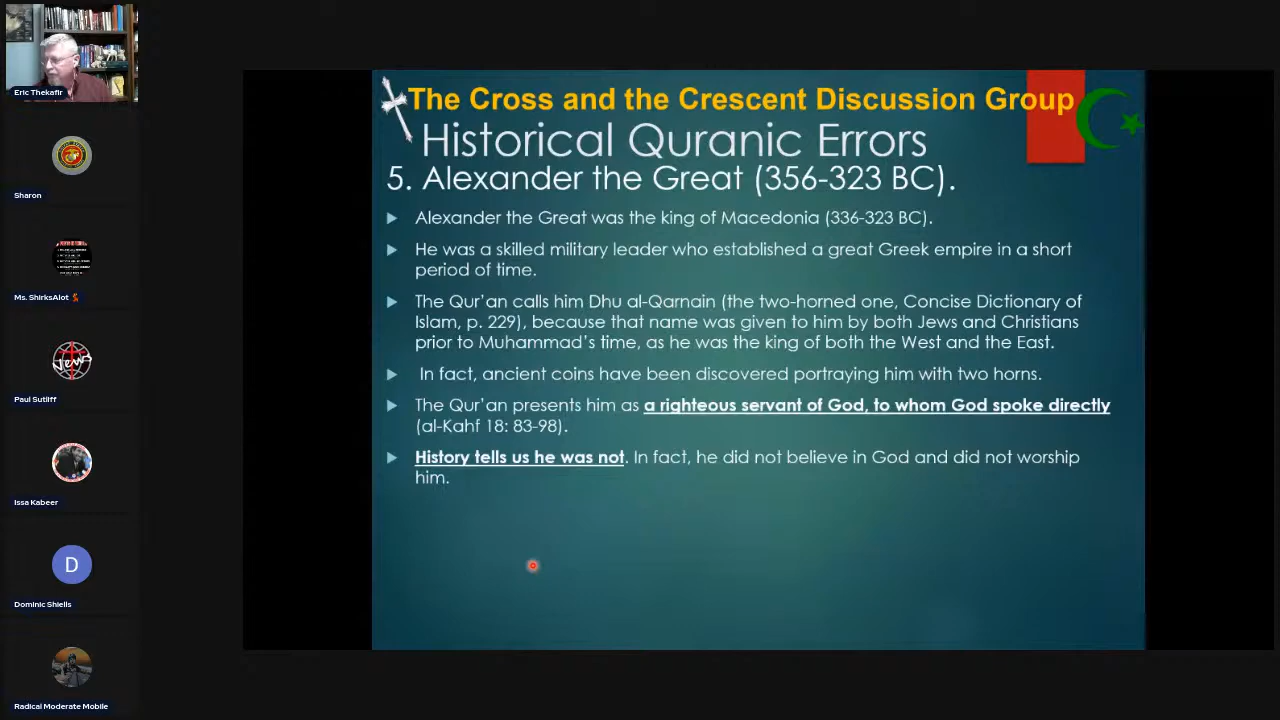 Eric Thekafir
Sharon
Ms. ShirksAlot
Paul Sutliff
Issa Kabeer
D
Dominic Shiells
Radical Moderate Mobile
The Cross and the Crescent Discussion Group
Historical Quranic Errors
5. Alexander the Great (356-323 BC).
Alexander the Great was the king of Macedonia (336-323 BC).
He was a skilled military leader who established a great Greek empire in a short
period of time.
The Qur'an calls him Dhu al-Qarnain (the two-horned one, Concise Dictionary of
Islam, p. 229), because that name was given to him by both Jews and Christians
prior to Muhammad's time, as he was the king of both the West and the East.
In fact, ancient coins have been discovered portraying him with two horns.
The Qur'an presents him as a righteous servant of God, to whom God spoke directly
(al-Kahf 18: 83-98).
History tells us he was not. In fact, he did not believe in God and did not worship
him.